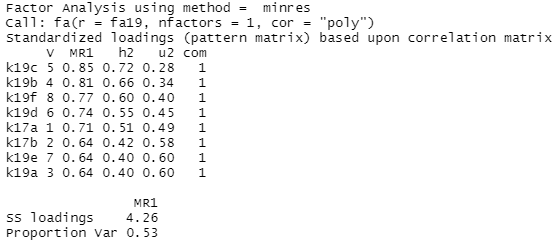 Factor Analysis using method =  minres
Call: fa(r = fa19, nfactors = 1, cor = "poly")
Standardized loadings (pattern matrix) based upon correlation matrix
     V  MR1   h2   u2 com
k19c 5 0.85 0.72 0.28   1
k19b 4 0.81 0.66 0.34   1
k19f 8 0.77 0.60 0.40   1
k19d 6 0.74 0.55 0.45   1
k17a 1 0.71 0.51 0.49   1
k17b 2 0.64 0.42 0.58   1
k19e 7 0.64 0.40 0.60   1
k19a 3 0.64 0.40 0.60   1
                MR1
SS loadings    4.26
Proportion Var 0.53